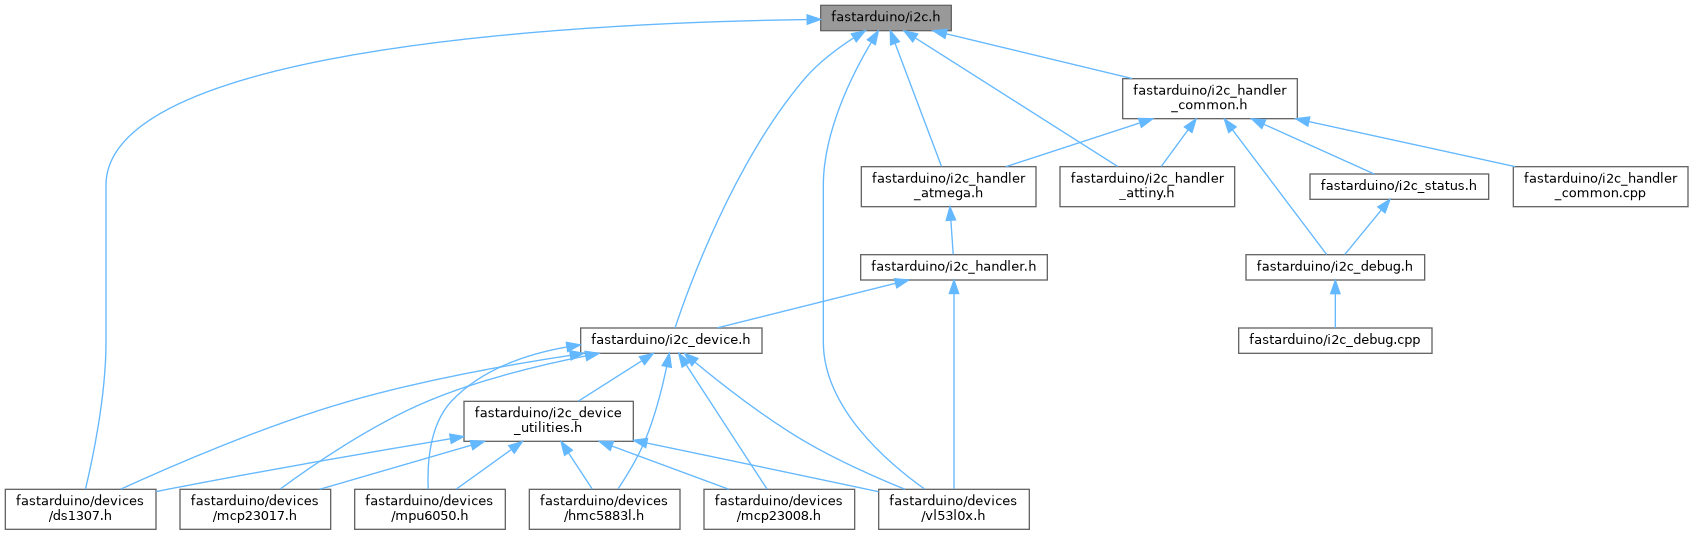 fastarduino/i2c.h
fastarduino/i2c_handler
_common.h
fastarduino/i2c_handler
_atmega.h
fastarduino/i2c_handler
_attiny.h
fastarduino/i2c_status.h
fastarduino/i2c_handler
_common.cpp
fastarduino/i2c_handler.h
fastarduino/i2c_debug.h
fastarduino/i2c_device.h
fastarduino/i2c_debug.cpp
fastarduino/i2c_device
_utilities.h
fastarduino/devices
/ds1307.h
fastarduino/devices
/mcp23017.h
fastarduino/devices
/mpu6050.h
fastarduino/devices
/hmc5883l.h
fastarduino/devices
/mcp23008.h
fastarduino/devices
/vl53l0x.h